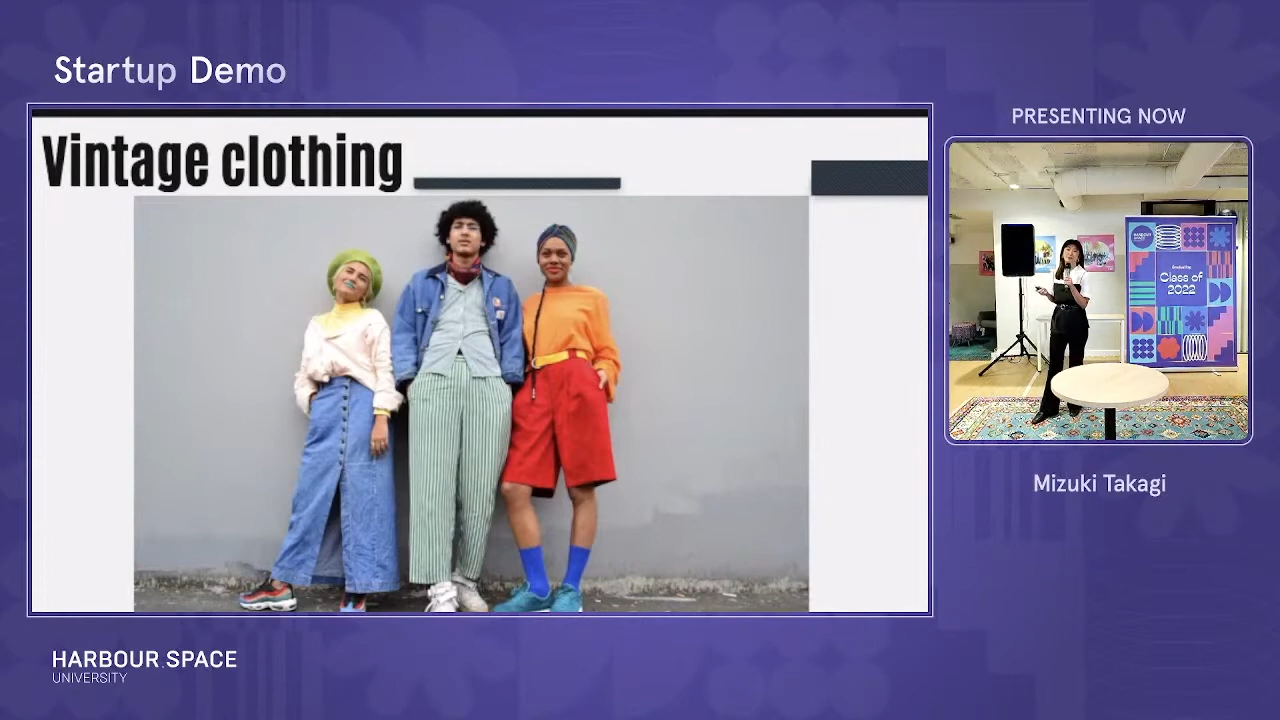 Startup Demo
Vintage clothing
PRESENTING NOW
Class of
2022
Mizuki Takagi
HARBOUR.SPACE
UNIVERSITY